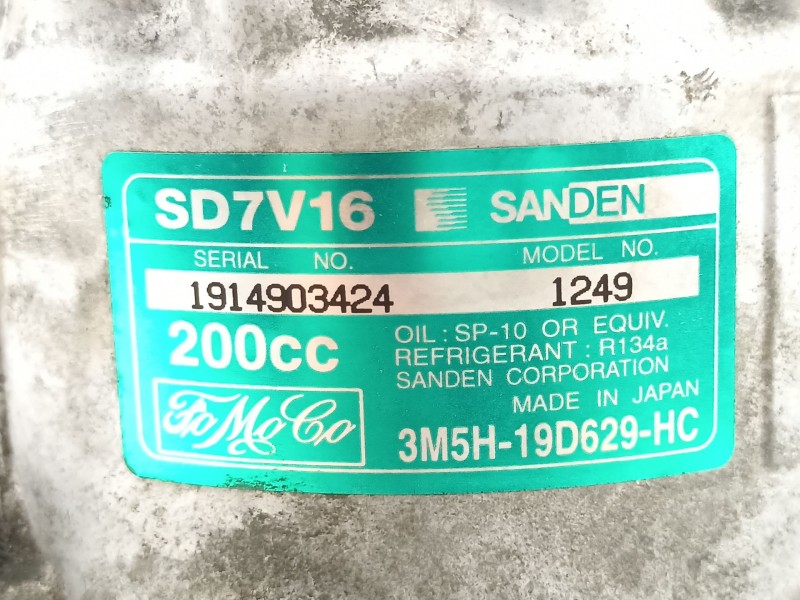 SD7V16 SANDEN
SERIAL NO. MODEL NO.
1914903424 1249
200cc
OIL : SP-10 OR EQUIV.
REFRIGERANT : R134a
SANDEN CORPORATION
MADE IN JAPAN
FoMoCo
3M5H-19D629-HC